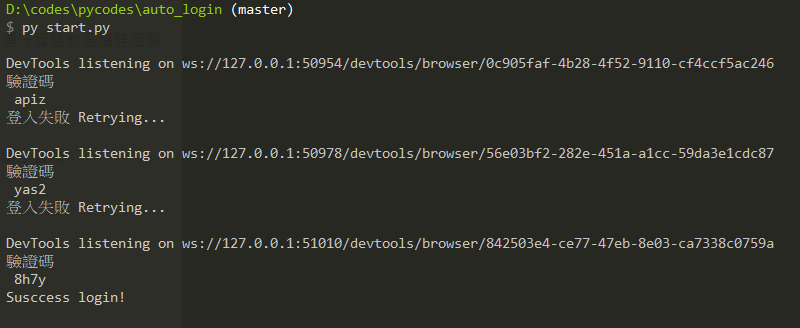 D:\codes\pycodes\auto_login (master)
$ py start.py
DevTools listening on ws://127.0.0.1:50954/devtools/browser/0c905faf-4b28-4f52-9110-cf4ccf5ac246
驗證碼
apiz
登入失敗 Retrying...
DevTools listening on ws://127.0.0.1:50978/devtools/browser/56e03bf2-282e-451a-a1cc-59da3e1cdc87
驗證碼
yas2
登入失敗 Retrying...
DevTools listening on ws://127.0.0.1:51010/devtools/browser/842503e4-ce77-47eb-8e03-ca7338c0759a
驗證碼
8h7y
Susccess login!